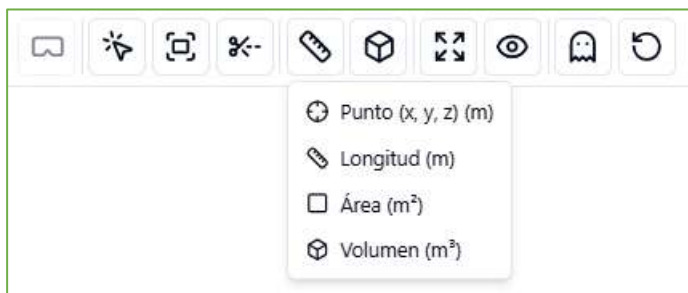 Punto (x, y, z) (m)
Longitud (m)
Área (m²)
Volumen (m³)